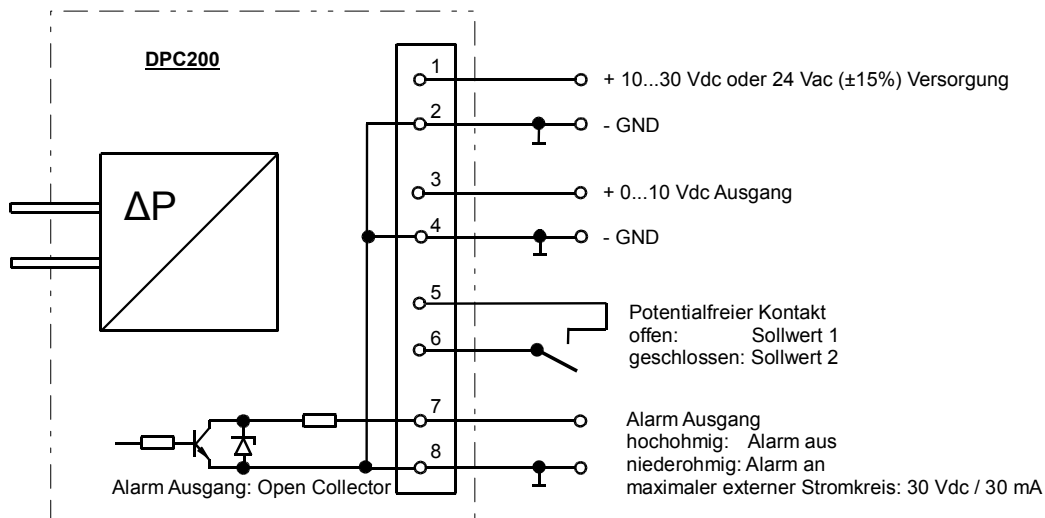 DPC200
1
+ 10...30 Vdc oder 24 Vac (±15%) Versorgung
2
- GND
ΔP
3
+ 0...10 Vdc Ausgang
4
- GND
5
Potentialfreier Kontakt
offen: Sollwert 1
6
geschlossen: Sollwert 2
7
Alarm Ausgang
hochohmig: Alarm aus
8
niederohmig: Alarm an
Alarm Ausgang: Open Collector
maximaler externer Stromkreis: 30 Vdc / 30 mA